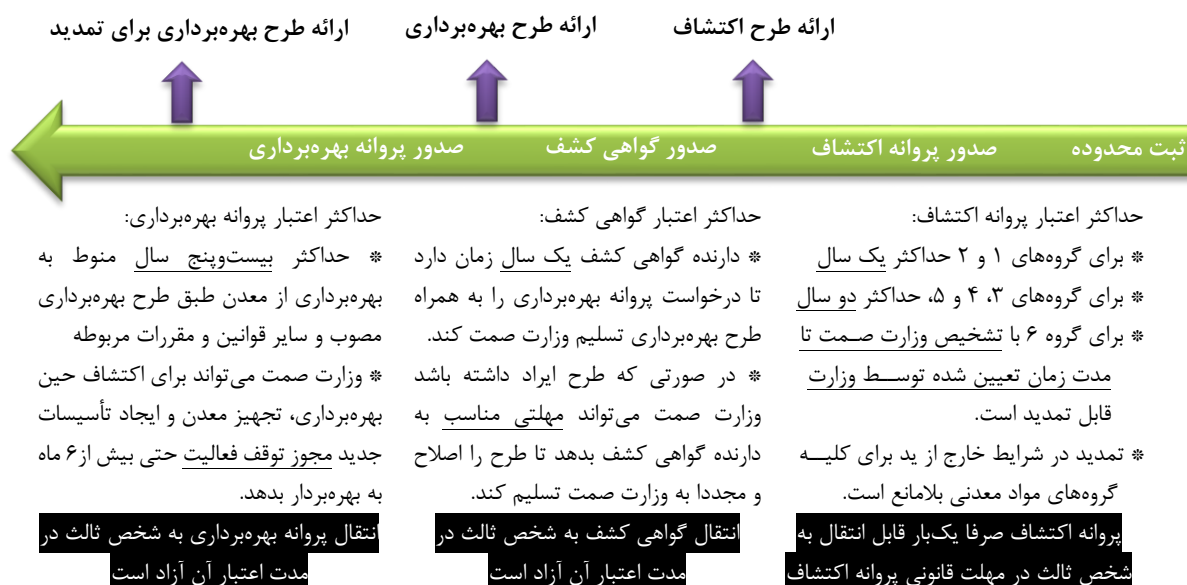 ارائه طرح اکتشاف
ارائه طرح بهره‌برداری
ارائه طرح بهره‌برداری برای تمدید
ثبت محدوده
صدور پروانه اکتشاف
صدور گواهی کشف
صدور پروانه بهره‌برداری
حداکثر اعتبار پروانه اکتشاف:
* برای گروه‌های ۱ و ۲ حداکثر یک سال
* برای گروه‌های ۳، ۴ و ۵، حداکثر دو سال
* برای گروه ۶ با تشخیص وزارت صمت تا
مدت زمان تعیین شده توسط وزارت
قابل تمدید است.
* تمدید در شرایط خارج از ید برای کلیه
گروه‌های مواد معدنی بلامانع است.
پروانه اکتشاف صرفا یک‌بار قابل انتقال به
شخص ثالث در مهلت قانونی پروانه اکتشاف
حداکثر اعتبار گواهی کشف:
* دارنده گواهی کشف یک سال زمان دارد
تا درخواست پروانه بهره‌برداری را به همراه
طرح بهره‌برداری تسلیم وزارت صمت کند.
* در صورتی که طرح ایراد داشته باشد
وزارت صمت می‌تواند مهلتی مناسب به
دارنده گواهی کشف بدهد تا طرح را اصلاح
و مجددا به وزارت صمت تسلیم کند.
انتقال گواهی کشف به شخص ثالث در
مدت اعتبار آن آزاد است
حداکثر اعتبار پروانه بهره‌برداری:
* حداکثر بیست‌وپنج سال منوط به
بهره‌برداری از معدن طبق طرح بهره‌برداری
مصوب و سایر قوانین و مقررات مربوطه
* وزارت صمت می‌تواند برای اکتشاف حین
بهره‌برداری، تجهیز معدن و ایجاد تأسیسات
جدید مجوز توقف فعالیت حتی بیش از ۶ ماه
به بهره‌بردار بدهد.
انتقال پروانه بهره‌برداری به شخص ثالث در
مدت اعتبار آن آزاد است